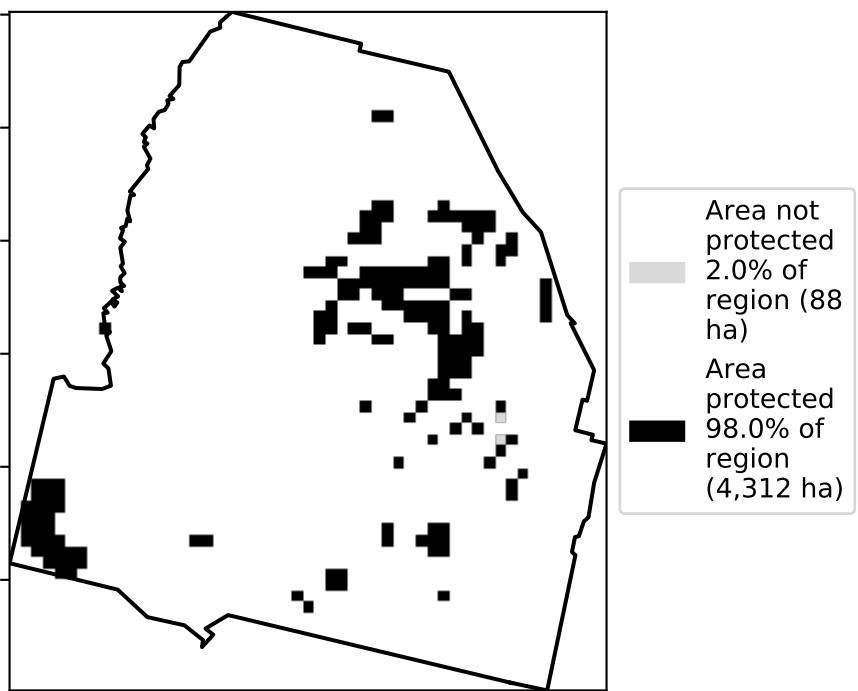 Area not
protected
2.0% of
region (88
ha)
Area
protected
98.0% of
region
(4,312 ha)